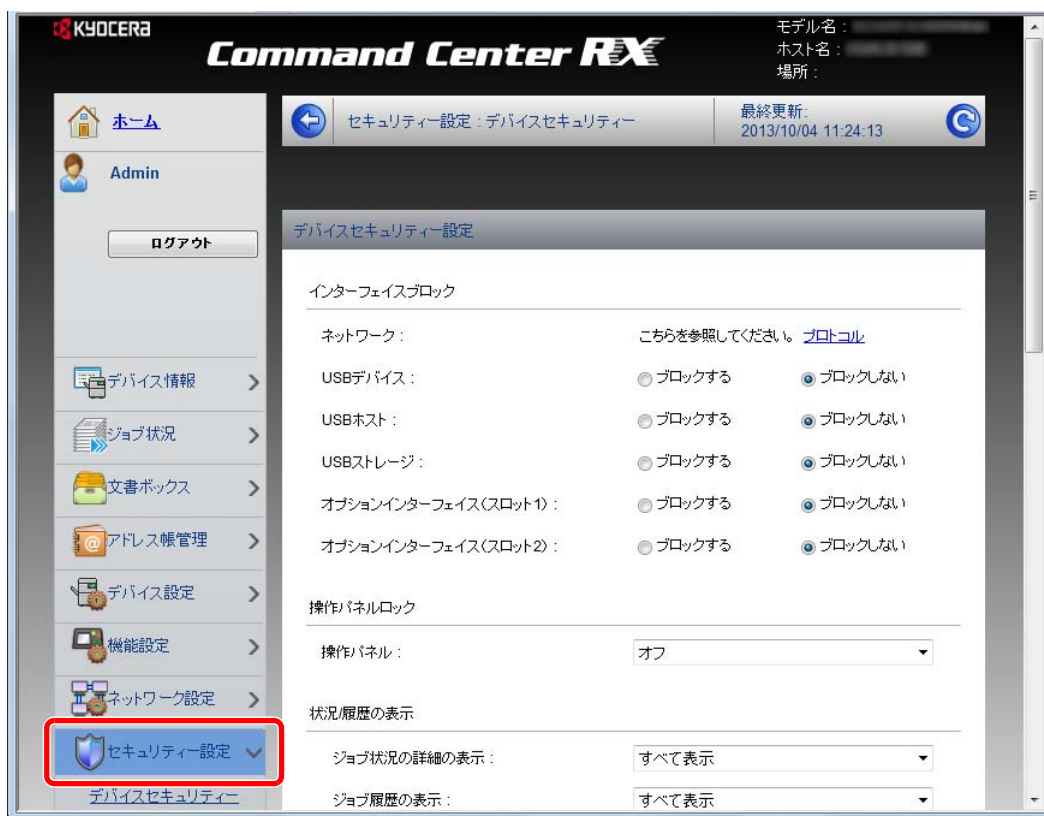 KYOCERA
Command Center RX
モデル名 :
ホスト名 :
場所 :
ホーム
Admin
ログアウト
デバイス情報
ジョブ状況
文書ボックス
アドレス帳管理
デバイス設定
機能設定
ネットワーク設定
セキュリティー設定
デバイスセキュリティー
セキュリティー設定 : デバイスセキュリティー
最終更新:
2013/10/04 11:24:13
デバイスセキュリティー設定
インターフェイスブロック
ネットワーク : こちらを参照してください。 プロトコル
USBデバイス : ブロックする ブロックしない
USBホスト : ブロックする ブロックしない
USBストレージ : ブロックする ブロックしない
オプションインターフェイス(スロット1) : ブロックする ブロックしない
オプションインターフェイス(スロット2) : ブロックする ブロックしない
操作パネルロック
操作パネル : オフ
状況/履歴の表示
ジョブ状況の詳細の表示 : すべて表示
ジョブ履歴の表示 : すべて表示